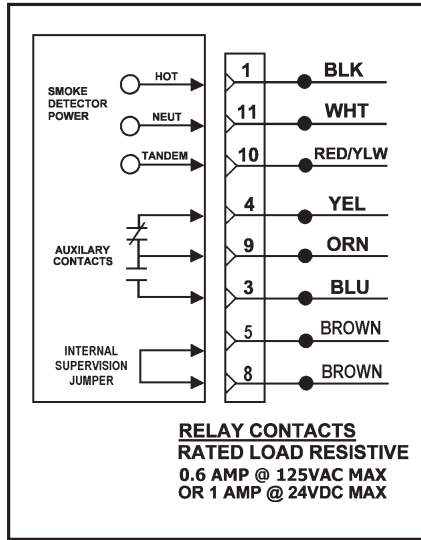 SMOKE DETECTOR POWER
HOT
NEUT
TANDEM
1 BLK
11 WHT
10 RED/YLW
AUXILARY CONTACTS
4 YEL
9 ORN
3 BLU
INTERNAL SUPERVISION JUMPER
5 BROWN
8 BROWN
RELAY CONTACTS
RATED LOAD RESISTIVE
0.6 AMP @ 125VAC MAX
OR 1 AMP @ 24VDC MAX